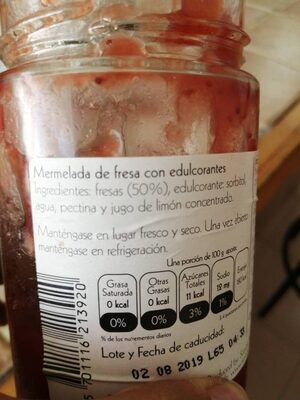 Mermelada de fresa con edulcorantes
Ingredientes: fresas (50%), edulcorante: sorbitol,
agua, pectina y jugo de limón concentrado.
Manténgase en lugar fresco y seco. Una vez abierto
manténgase en refrigeración.
Una porción de 100 g aporta
Grasa Saturada
0 kcal
0%
Otras Grasas
0 kcal
0%
Azúcares Totales
11 kcal
3%
Sodio
12 mg
1%
% de los nutrimentos diarios
Lote y Fecha de caducidad:
02 08 2019 L65 04:3